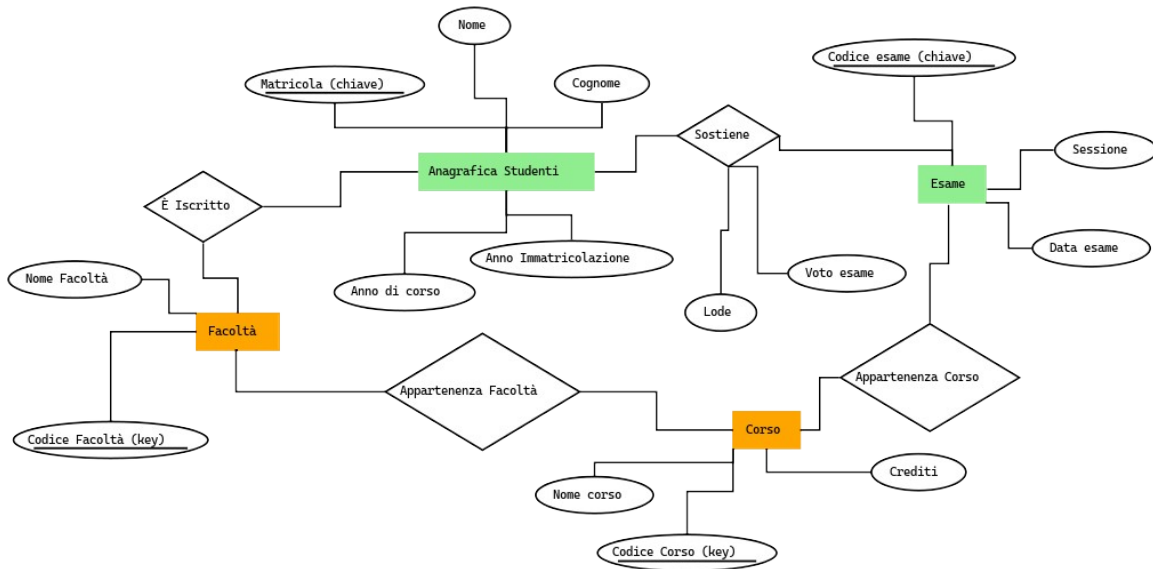 Nome
Codice esame (chiave)
Matricola (chiave)
Cognome
Sostiene
Sessione
Anagrafica Studenti
Esame
È Iscritto
Anno Immatricolazione
Data esame
Nome Facoltà
Voto esame
Anno di corso
Lode
Facoltà
Appartenenza Facoltà
Appartenenza Corso
Corso
Codice Facoltà (key)
Crediti
Nome corso
Codice Corso (key)